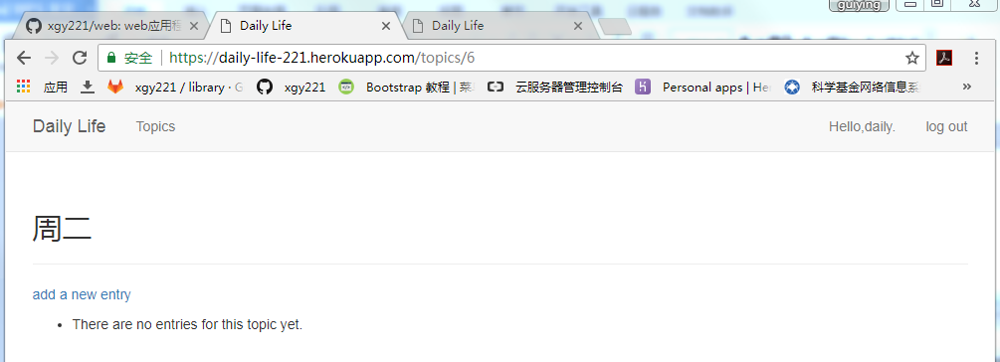 guiying
xgy221/web: web应用程
Daily Life
Daily Life
安全
https://daily-life-221.herokuapp.com/topics/6
应用
xgy221 / library · G
xgy221
Bootstrap 教程 | 菜
云服务器管理控制台
Personal apps | He
科学基金网络信息系
»
Daily Life
Topics
Hello,daily.
log out
周二
add a new entry
• There are no entries for this topic yet.